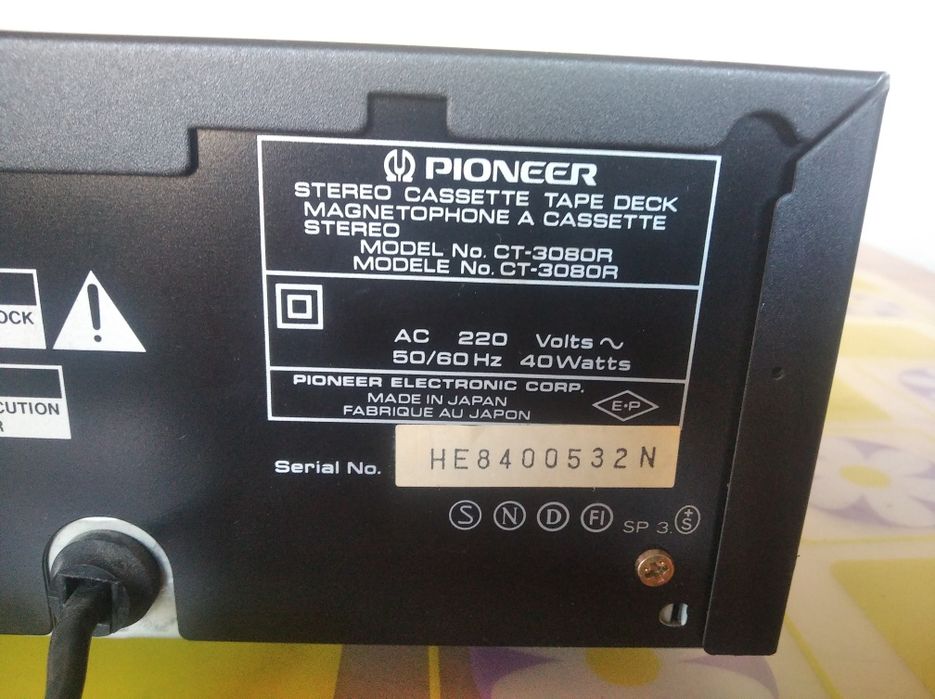 PIONEER
STEREO CASSETTE TAPE DECK
MAGNETOPHONE A CASSETTE
STEREO
MODEL No. CT-3080R
MODELE No. CT-3080R
AC 220 Volts ~
50/60 Hz 40 Watts
PIONEER ELECTRONIC CORP.
MADE IN JAPAN
FABRIQUE AU JAPON
E•P
Serial No. HE8400532N
S N D FI SP 3. +S
OCK
CUTION
R